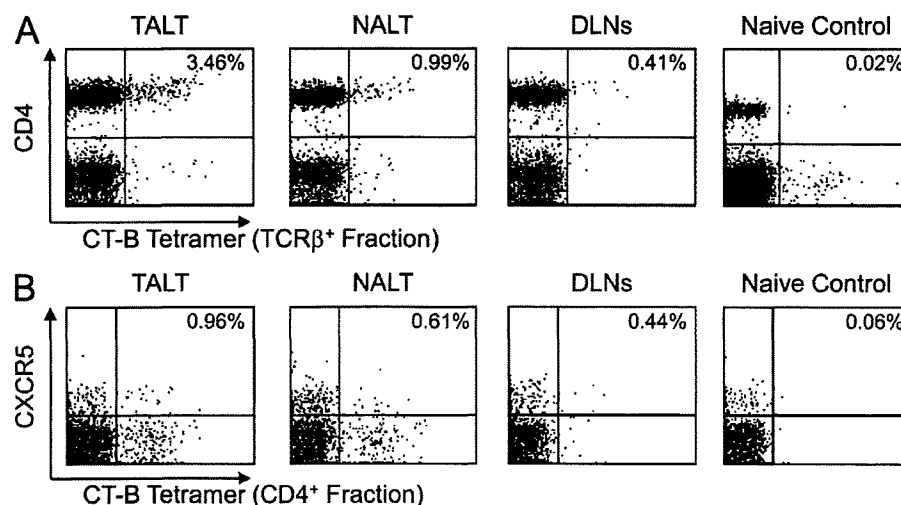 A
TALT
NALT
DLNs
Naive Control
3.46%
0.99%
0.41%
0.02%
CD4
CT-B Tetramer (TCRβ⁺ Fraction)
B
TALT
NALT
DLNs
Naive Control
0.96%
0.61%
0.44%
0.06%
CXCR5
CT-B Tetramer (CD4⁺ Fraction)